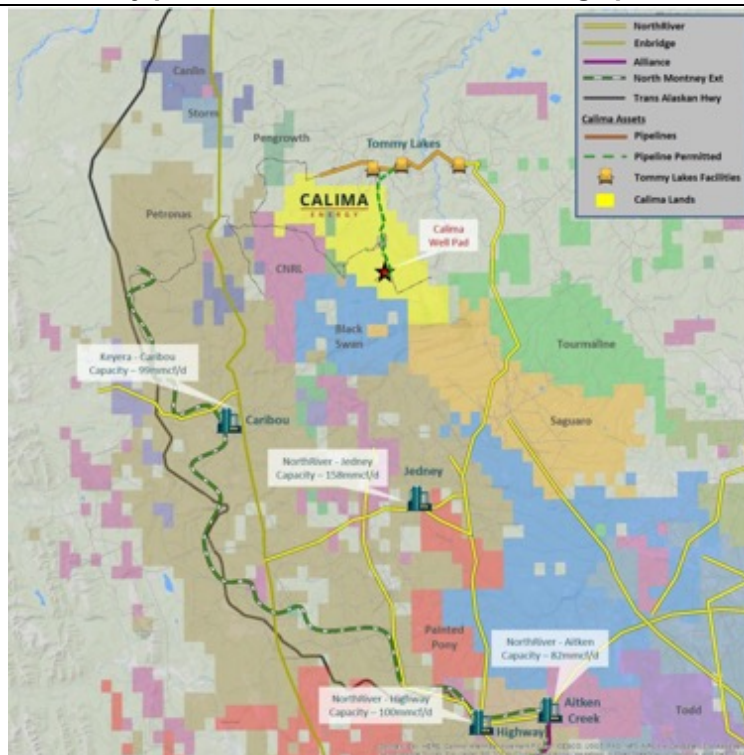 NorthRiver
Enbridge
Alliance
North Montney Ext
Trans Alaskan Hwy
Calima Assets
Pipelines
Pipeline Permitted
Tommy Lakes Facilities
Calima Lands
Canlin
Storm
Pengrowth
Tommy Lakes
Petronas
CALIMA
ENERGY
Calima
Well Pad
CNRL
Black
Swan
Tourmaline
Keyera - Caribou
Capacity – 99mmcf/d
Caribou
Saguaro
NorthRiver - Jedney
Capacity – 158mmcf/d
Jedney
Painted
Pony
NorthRiver - Aitken
Capacity – 82mmcf/d
NorthRiver - Highway
Capacity – 100mmcf/d
Aitken
Creek
Highway
Todd